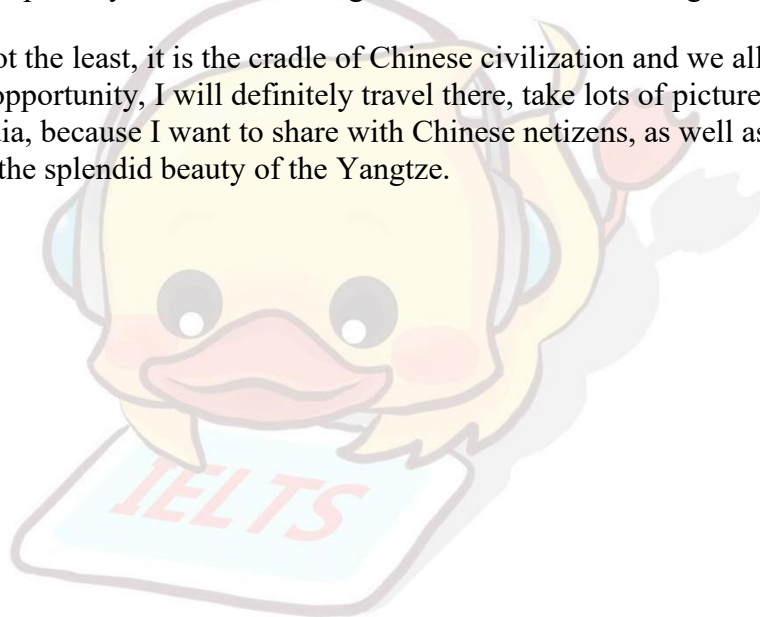 ot the least, it is the cradle of Chinese civilization and we all
opportunity, I will definitely travel there, take lots of picture
ia, because I want to share with Chinese netizens, as well as
the splendid beauty of the Yangtze.
IELTS